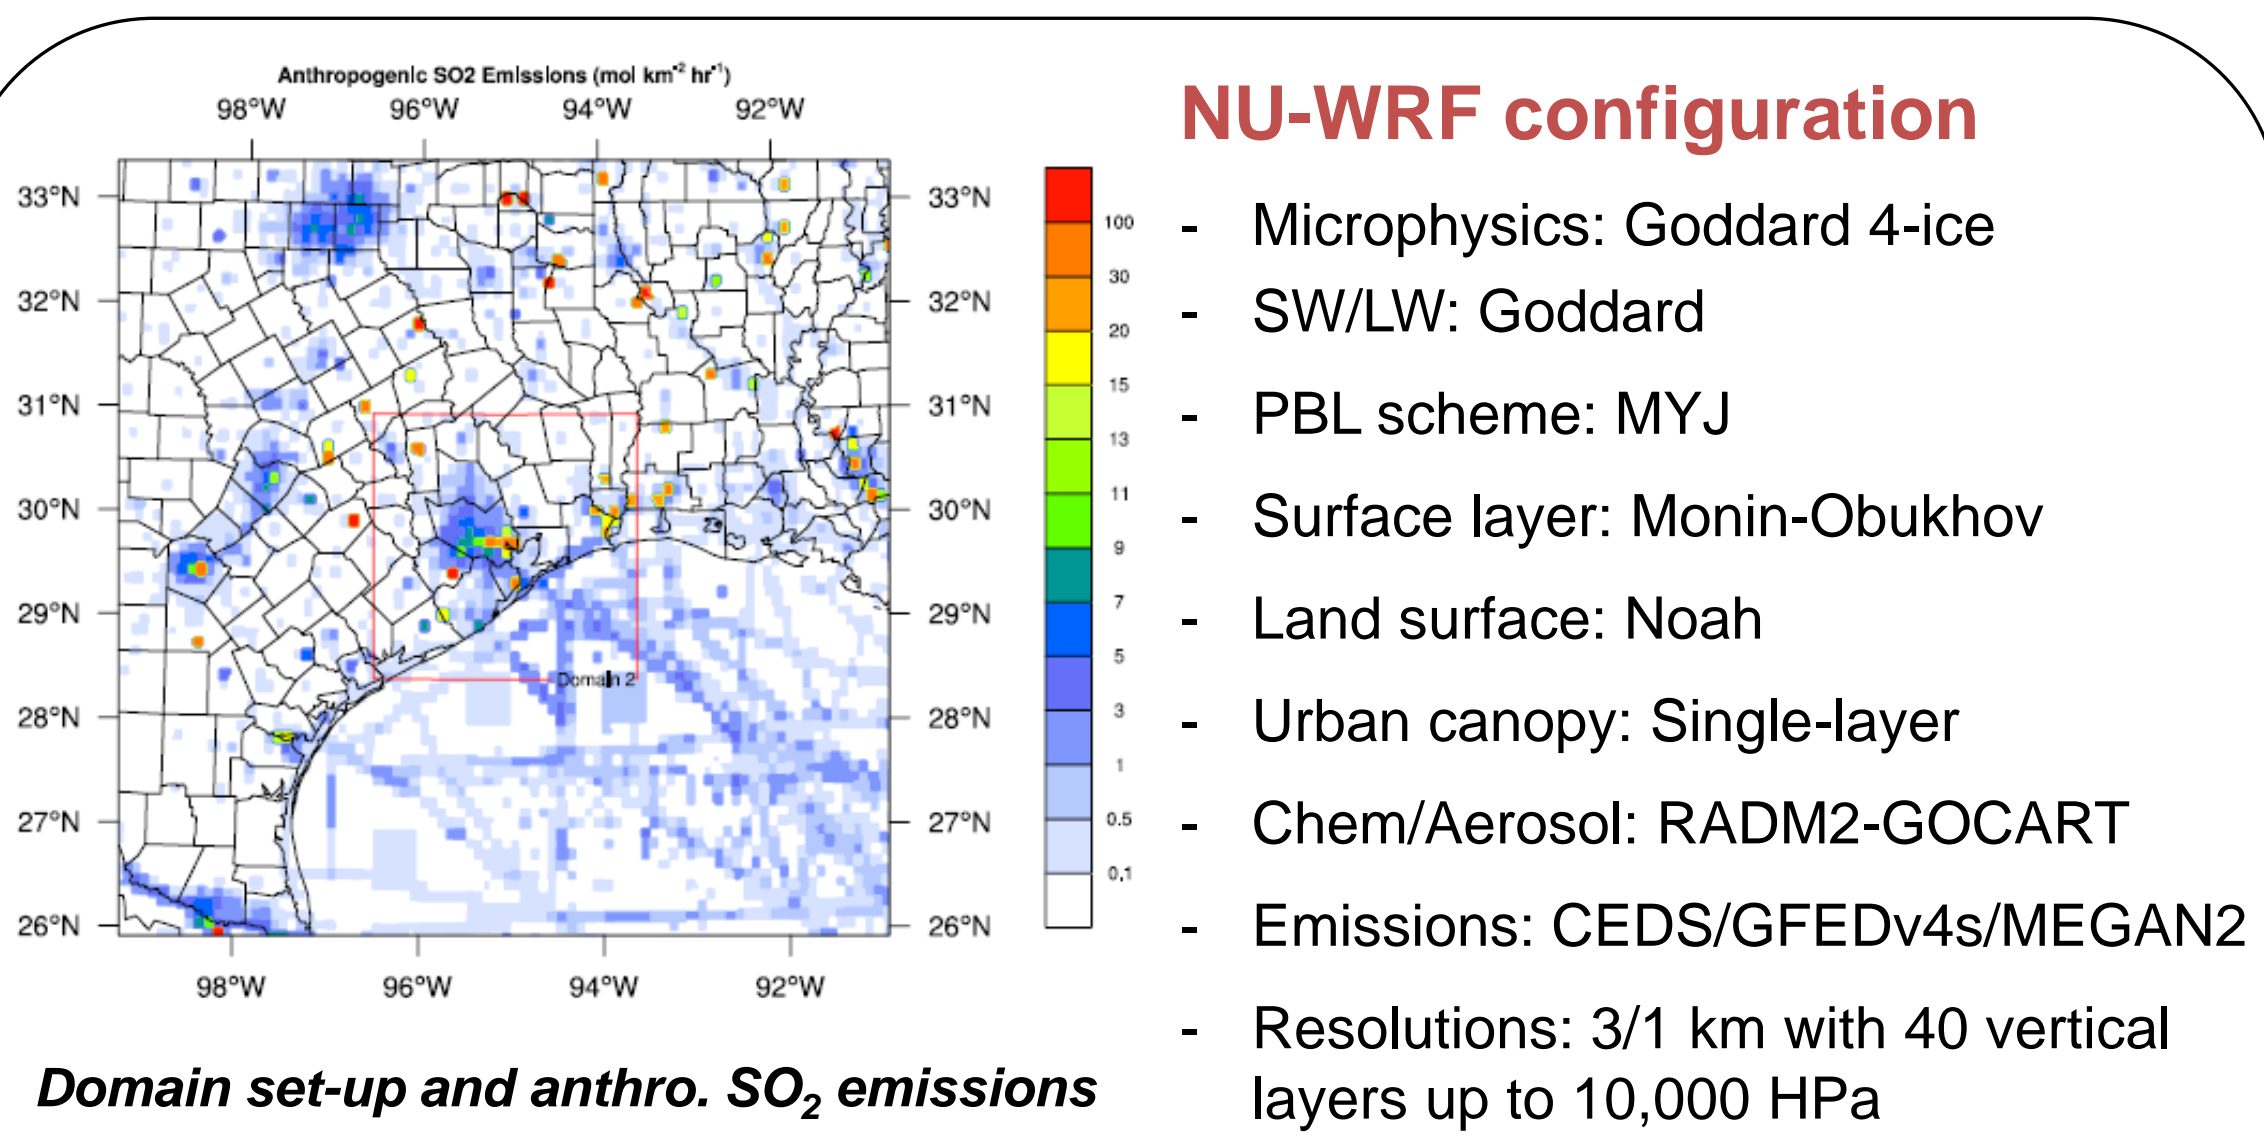 Anthropogenic SO2 Emissions (mol km⁻² hr⁻¹)
98°W 96°W 94°W 92°W
33°N 33°N
32°N 32°N
31°N 31°N
30°N 30°N
29°N 29°N
28°N 28°N
27°N 27°N
26°N 26°N
98°W 96°W 94°W 92°W
Domain 2
100
30
20
15
13
11
9
7
5
3
1
0.5
0.1
Domain set-up and anthro. SO₂ emissions
NU-WRF configuration
- Microphysics: Goddard 4-ice
- SW/LW: Goddard
- PBL scheme: MYJ
- Surface layer: Monin-Obukhov
- Land surface: Noah
- Urban canopy: Single-layer
- Chem/Aerosol: RADM2-GOCART
- Emissions: CEDS/GFEDv4s/MEGAN2
- Resolutions: 3/1 km with 40 vertical
layers up to 10,000 HPa